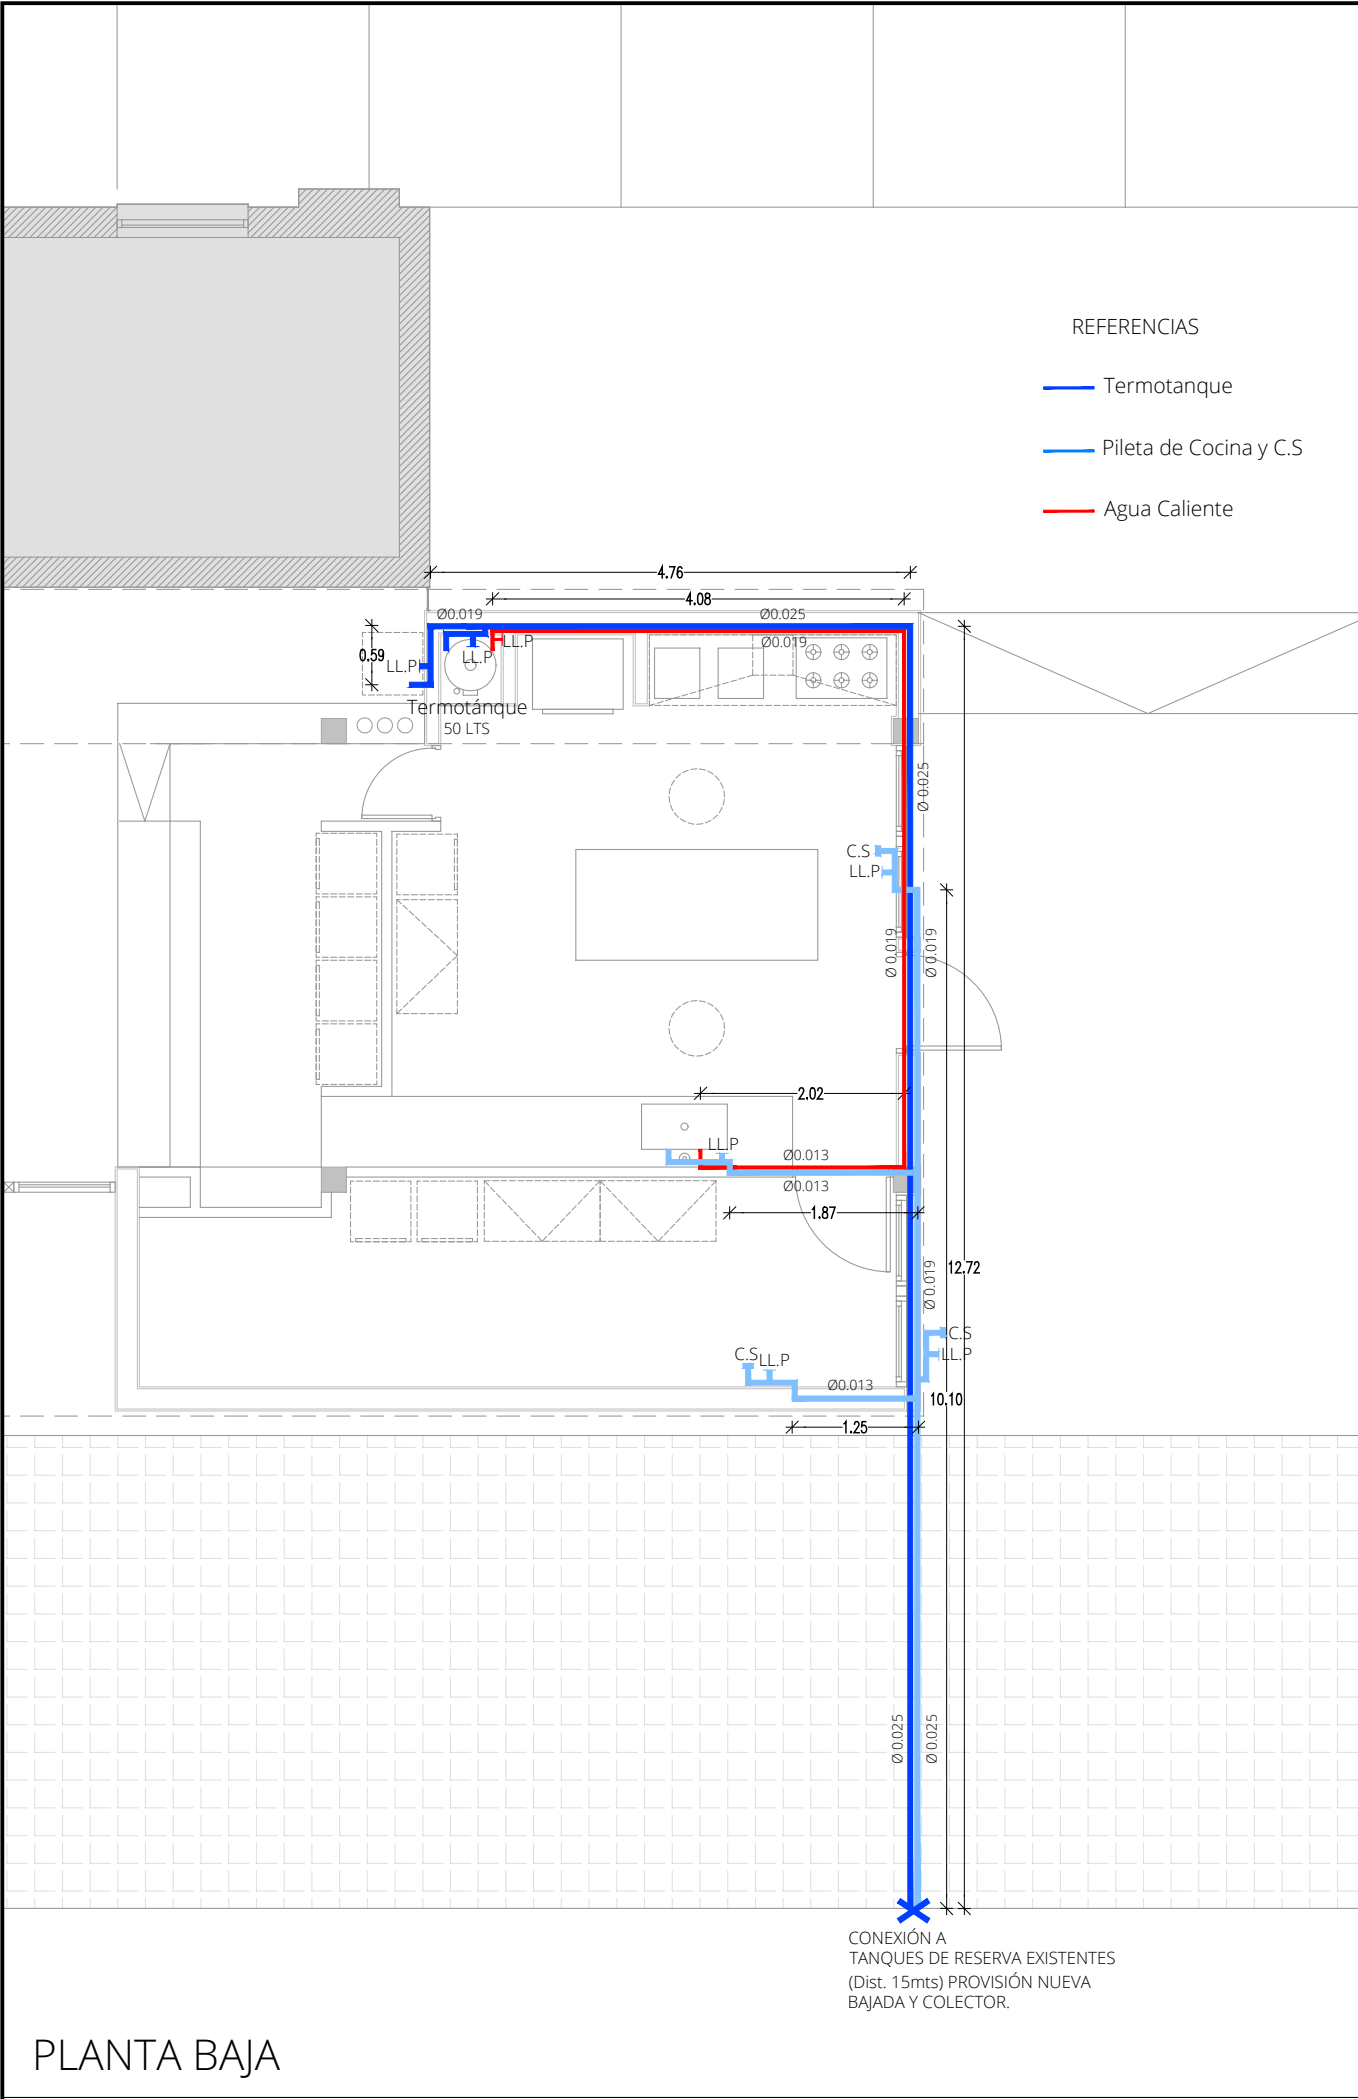 REFERENCIAS
Termotanque
Pileta de Cocina y C.S
Agua Caliente
4.76
4.08
Ø0.019
Ø0.025
Ø0.019
LL.P
LL.P
0.59
LL.P
Termotánque
50 LTS
Ø 0.025
C.S
LL.P
Ø 0.019
Ø 0.019
2.02
LL.P
Ø0.013
Ø0.013
1.87
Ø 0.019
12.72
C.S
LL.P
C.S
LL.P
Ø0.013
10.10
1.25
Ø 0.025
Ø 0.025
CONEXIÓN A
TANQUES DE RESERVA EXISTENTES
(Dist. 15mts) PROVISIÓN NUEVA
BAJADA Y COLECTOR.
PLANTA BAJA